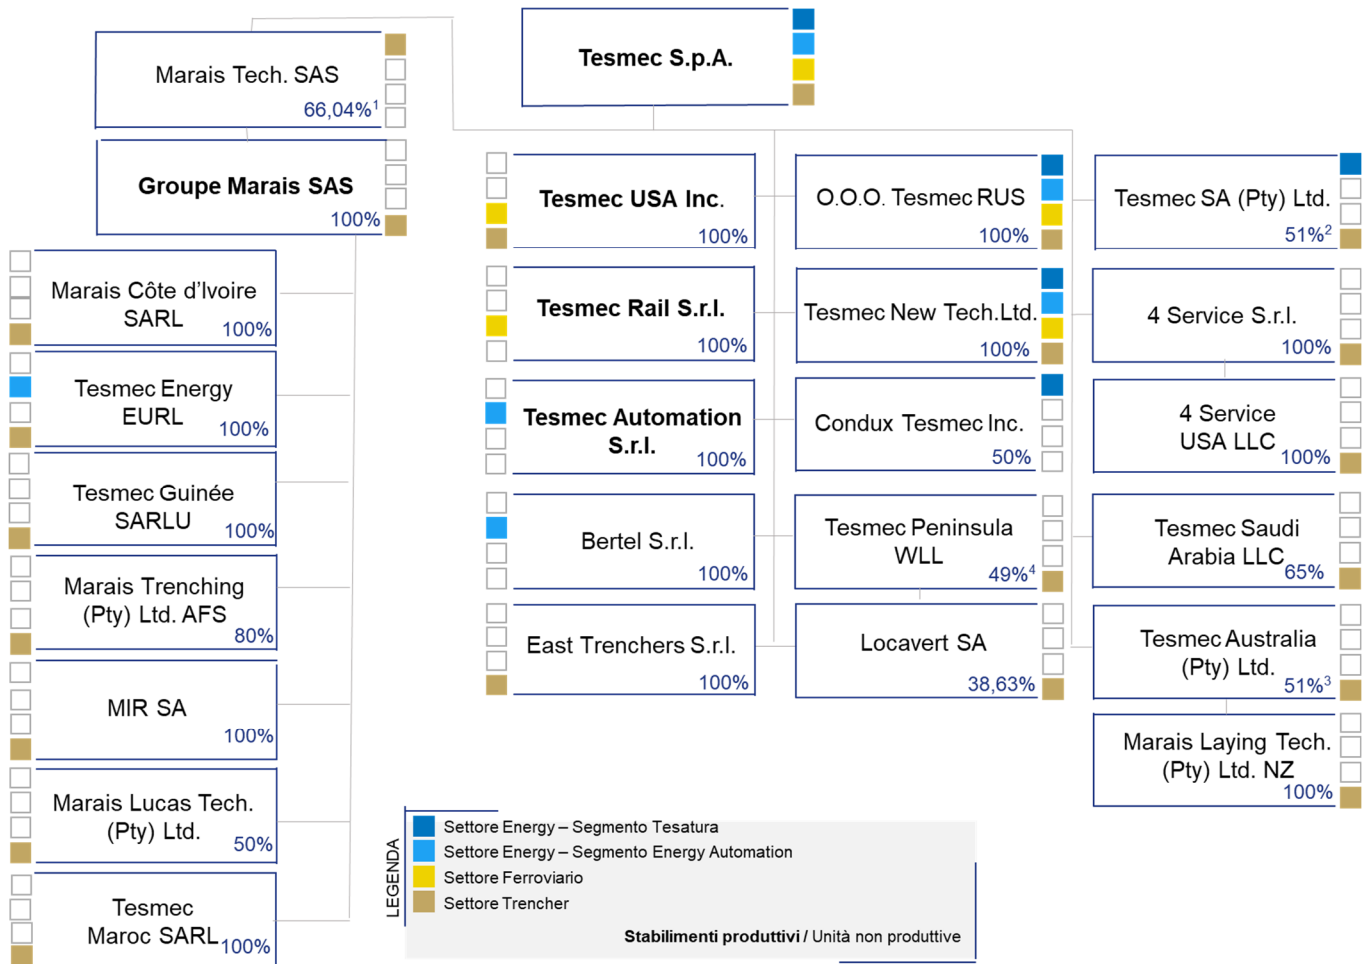 Tesmec S.p.A.
Marais Tech. SAS
66,04%1
Groupe Marais SAS
100%
Marais Côte d'Ivoire
SARL
100%
Tesmec Energy
EURL
100%
Tesmec Guinée
SARLU
100%
Marais Trenching
(Pty) Ltd. AFS
80%
MIR SA
100%
Marais Lucas Tech.
(Pty) Ltd.
50%
Tesmec
Maroc SARL
100%
Tesmec USA Inc.
100%
Tesmec Rail S.r.l.
100%
Tesmec Automation
S.r.l.
100%
Bertel S.r.l.
100%
East Trenchers S.r.l.
100%
O.O.O. Tesmec RUS
100%
Tesmec New Tech.Ltd.
100%
Condux Tesmec Inc.
50%
Tesmec Peninsula
WLL
49%4
Locavert SA
38,63%
Tesmec SA (Pty) Ltd.
51%2
4 Service S.r.l.
100%
4 Service
USA LLC
100%
Tesmec Saudi
Arabia LLC
65%
Tesmec Australia
(Pty) Ltd.
51%3
Marais Laying Tech.
(Pty) Ltd. NZ
100%
LEGENDA
Settore Energy – Segmento Tesatura
Settore Energy – Segmento Energy Automation
Settore Ferroviario
Settore Trencher
Stabilimenti produttivi / Unità non produttive